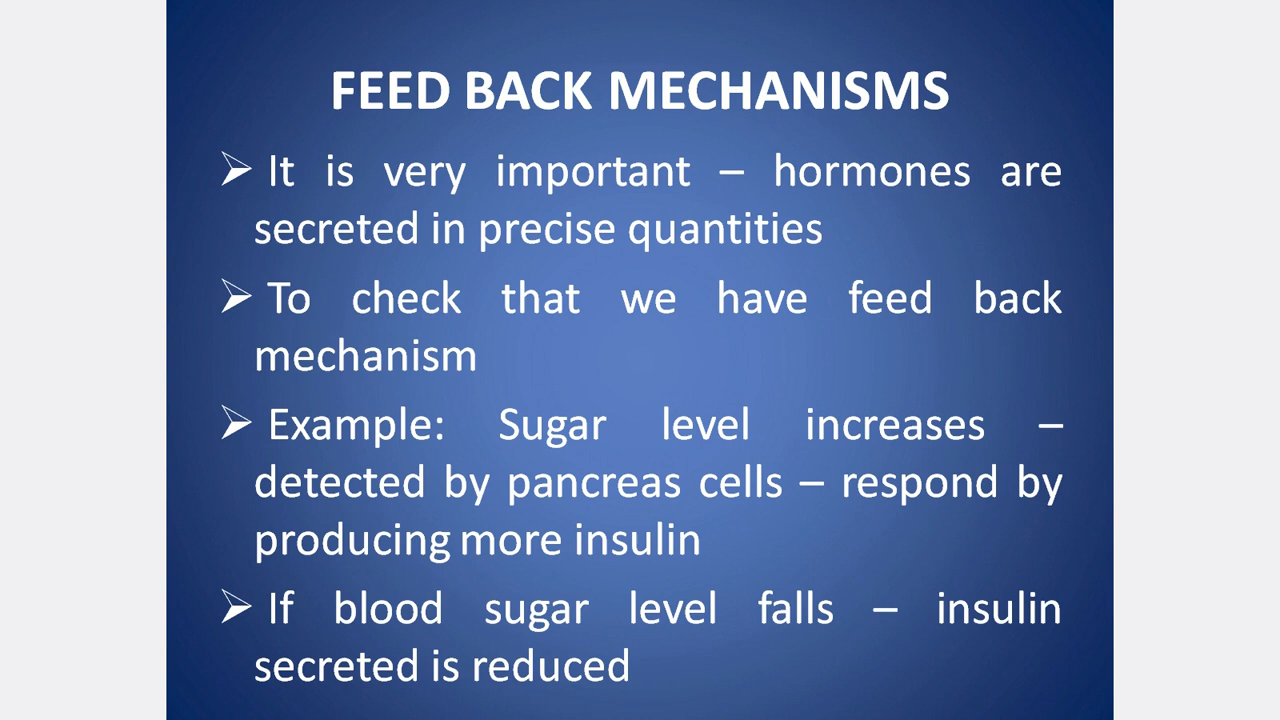 FEED BACK MECHANISMS
➢ It is very important – hormones are
secreted in precise quantities
➢ To check that we have feed back
mechanism
➢ Example: Sugar level increases –
detected by pancreas cells – respond by
producing more insulin
➢ If blood sugar level falls – insulin
secreted is reduced